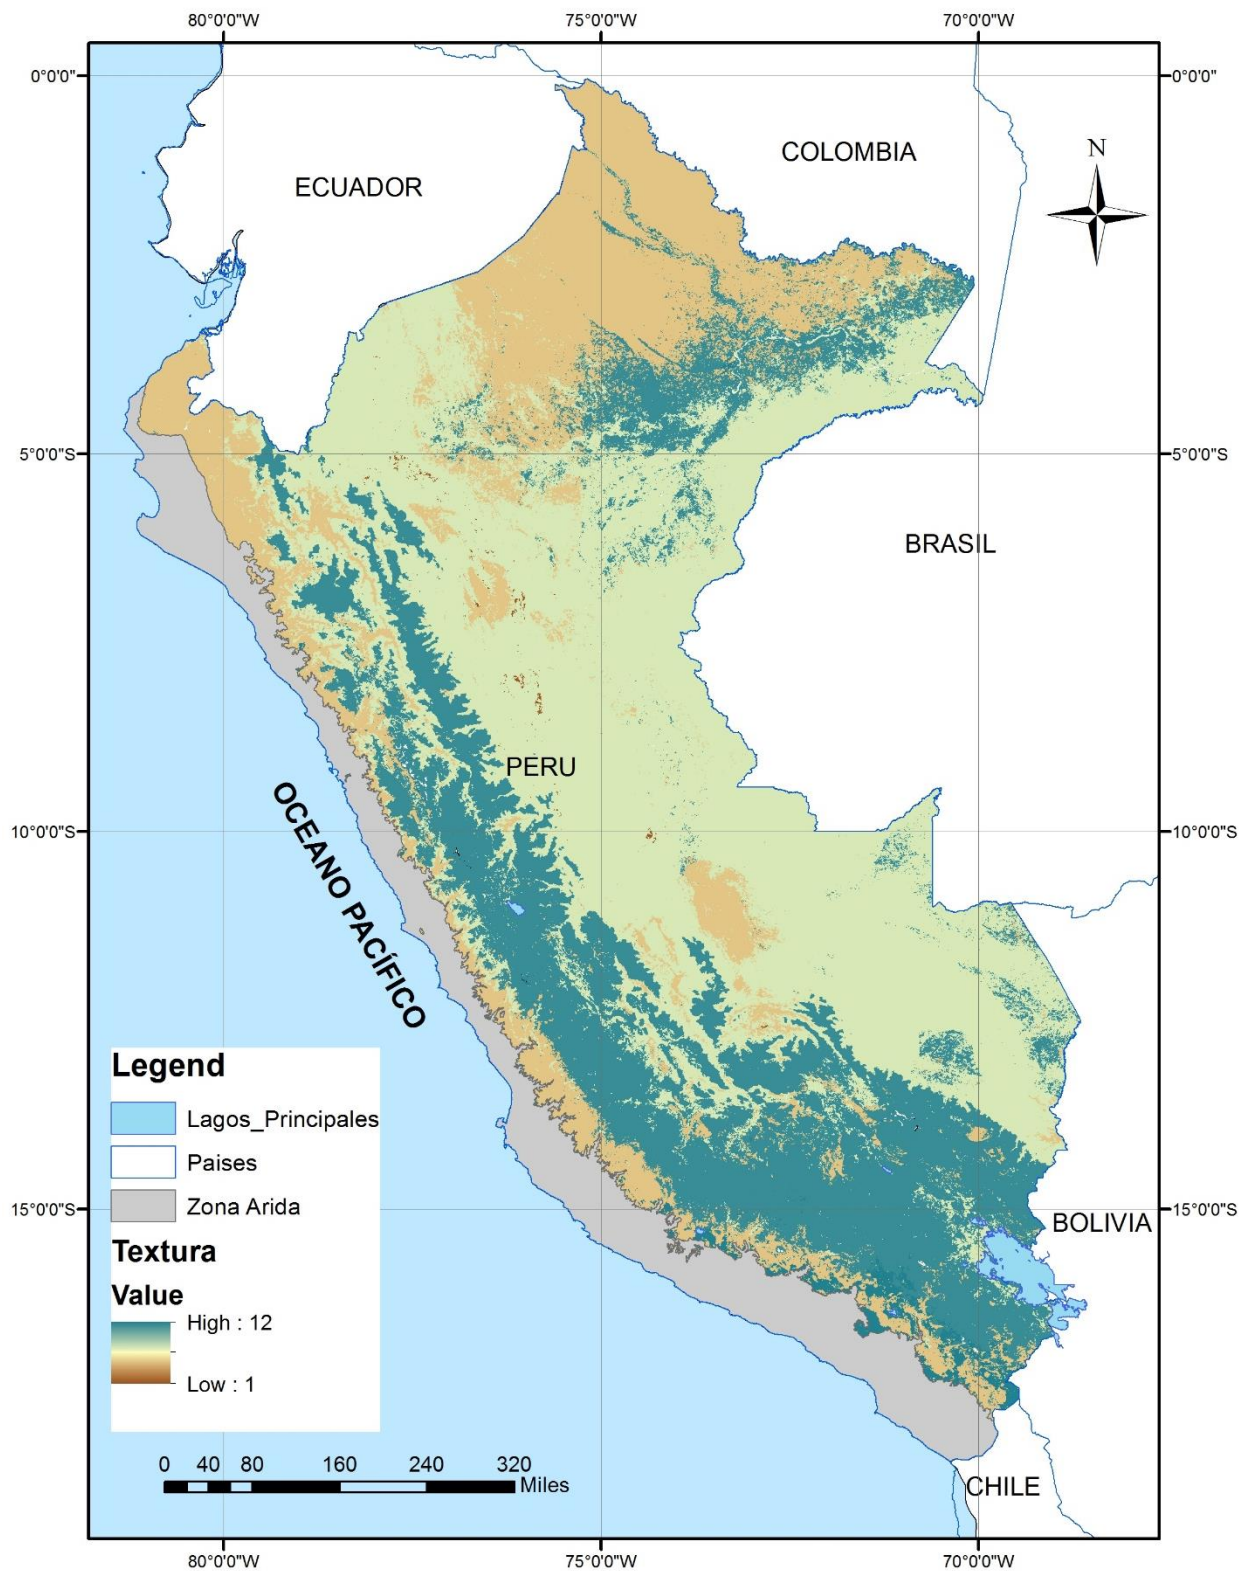 80°0'0"W 75°0'0"W 70°0'0"W
0°0'0" 0°0'0"
N
COLOMBIA
ECUADOR
5°0'0"S 5°0'0"S
BRASIL
PERU
OCEANO PACÍFICO
10°0'0"S 10°0'0"S
Legend
Lagos_Principales
Paises
Zona Arida
15°0'0"S 15°0'0"S
BOLIVIA
Textura
Value
High : 12
Low : 1
0 40 80 160 240 320
Miles
CHILE
80°0'0"W 75°0'0"W 70°0'0"W